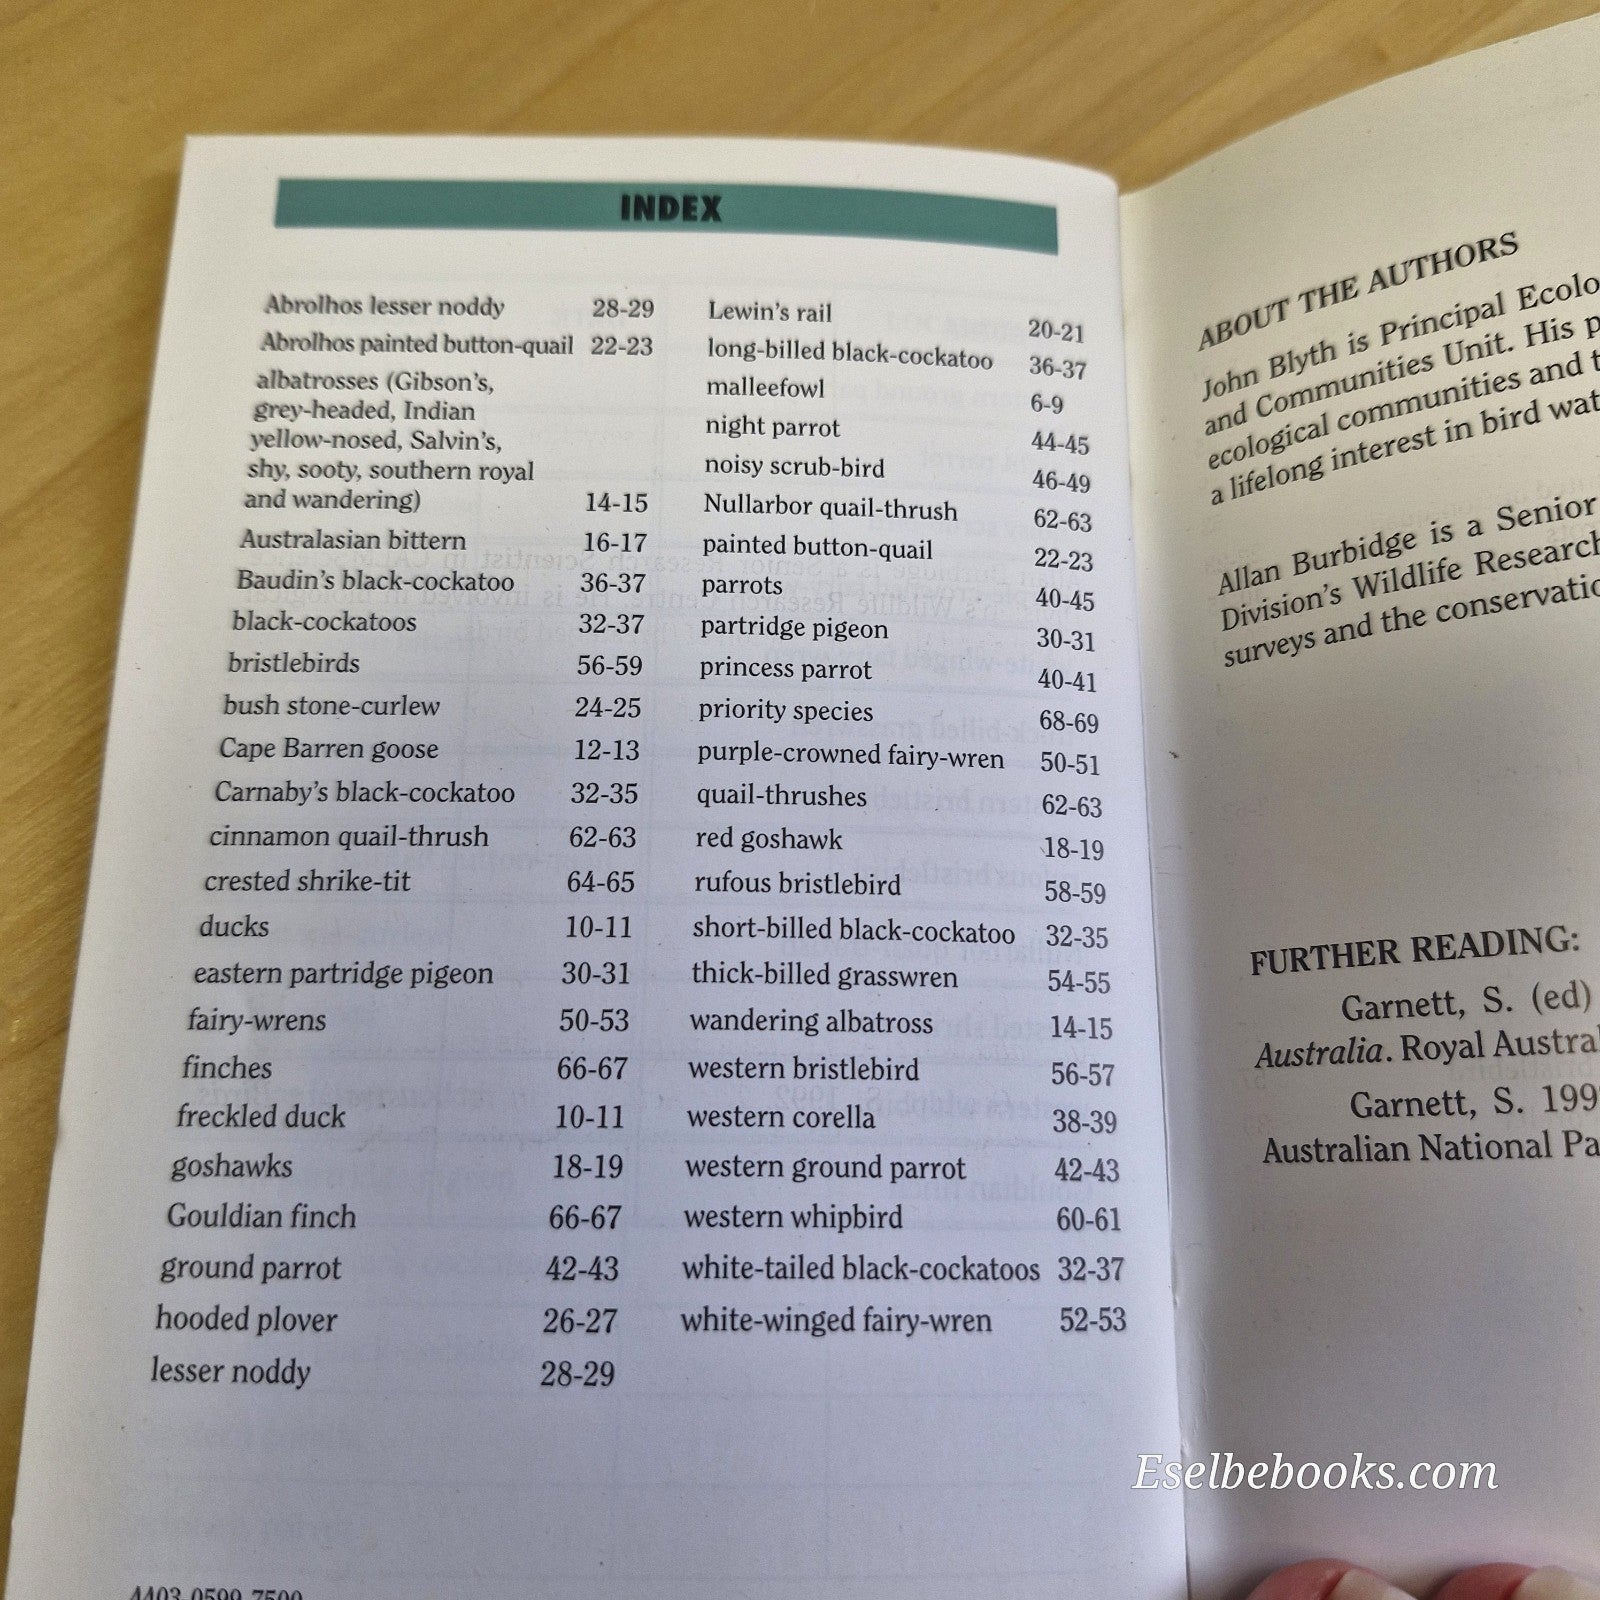 INDEX
Abrolhos lesser noddy 28-29
Abrolhos painted button-quail 22-23
albatrosses (Gibson's,
grey-headed, Indian
yellow-nosed, Salvin's,
shy, sooty, southern royal
and wandering) 14-15
Australasian bittern 16-17
Baudin's black-cockatoo 36-37
black-cockatoos 32-37
bristlebirds 56-59
bush stone-curlew 24-25
Cape Barren goose 12-13
Carnaby's black-cockatoo 32-35
cinnamon quail-thrush 62-63
crested shrike-tit 64-65
ducks 10-11
eastern partridge pigeon 30-31
fairy-wrens 50-53
finches 66-67
freckled duck 10-11
goshawks 18-19
Gouldian finch 66-67
ground parrot 42-43
hooded plover 26-27
lesser noddy 28-29
Lewin's rail 20-21
long-billed black-cockatoo 36-37
malleefowl 6-9
night parrot 44-45
noisy scrub-bird 46-49
Nullarbor quail-thrush 62-63
painted button-quail 22-23
parrots 40-45
partridge pigeon 30-31
princess parrot 40-41
priority species 68-69
purple-crowned fairy-wren 50-51
quail-thrushes 62-63
red goshawk 18-19
rufous bristlebird 58-59
short-billed black-cockatoo 32-35
thick-billed grasswren 54-55
wandering albatross 14-15
western bristlebird 56-57
western corella 38-39
western ground parrot 42-43
western whipbird 60-61
white-tailed black-cockatoos 32-37
white-winged fairy-wren 52-53
4403-0599-7500
ABOUT THE AUTHORS
John Blyth is Principal Ecolo
and Communities Unit. His p
ecological communities and t
a lifelong interest in bird wat
Allan Burbidge is a Senior
Division's Wildlife Research
surveys and the conservatio
FURTHER READING:
Garnett, S. (ed)
Australia. Royal Austral
Garnett, S. 199
Australian National Pa
Eselbebooks.com